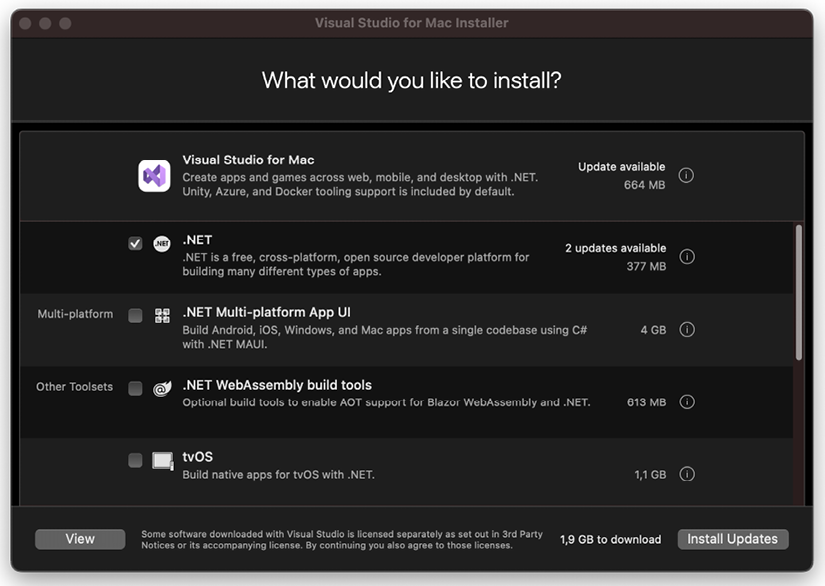 Visual Studio for Mac Installer
What would you like to install?
Visual Studio for Mac
Create apps and games across web, mobile, and desktop with .NET.
Unity, Azure, and Docker tooling support is included by default.
Update available
664 MB
.NET
.NET
.NET is a free, cross-platform, open source developer platform for
building many different types of apps.
2 updates available
377 MB
Multi-platform
.NET Multi-platform App UI
Build Android, iOS, Windows, and Mac apps from a single codebase using C#
with .NET MAUI.
4 GB
Other Toolsets
.NET WebAssembly build tools
Optional build tools to enable AOT support for Blazor WebAssembly and .NET.
613 MB
tvOS
Build native apps for tvOS with .NET.
1,1 GB
View
Some software downloaded with Visual Studio is licensed separately as set out in 3rd Party
Notices or its accompanying license. By continuing you also agree to those licenses.
1,9 GB to download
Install Updates